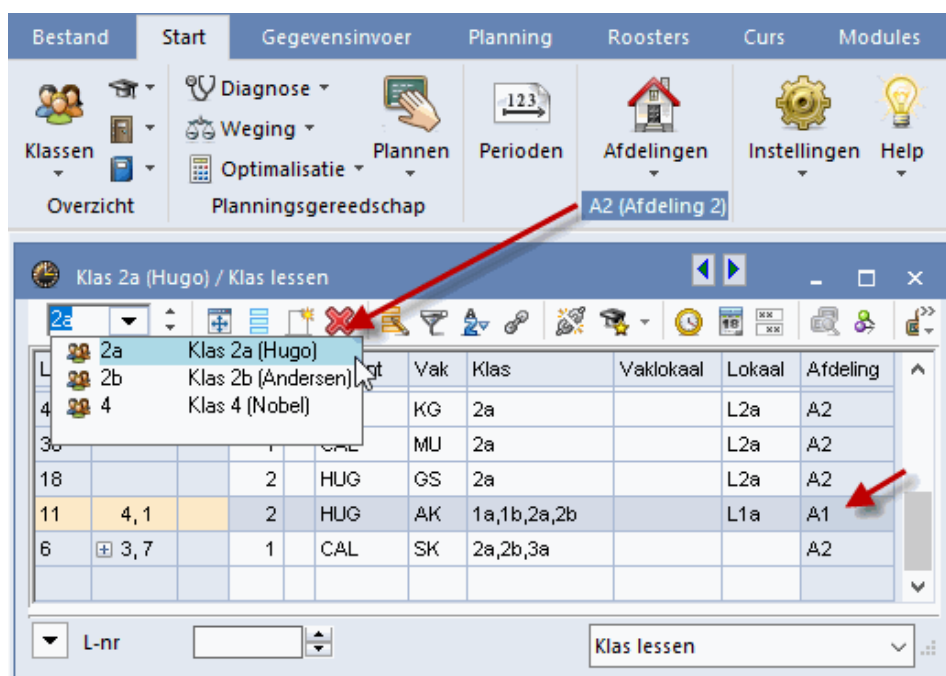 Bestand Start Gegevensinvoer Planning Roosters Curs Modules
Diagnose
Weging
Klassen Optimalisatie Plannen Perioden Afdelingen Instellingen Help
123
Overzicht Planningsgereedschap A2 (Afdeling 2)
Klas 2a (Hugo) / Klas lessen
2a
2a Klas 2a (Hugo)
2b Klas 2b (Andersen)
4 Klas 4 (Nobel)
Vak Klas Vaklokaal Lokaal Afdeling
KG 2a L2a A2
MU 2a L2a A2
18 2 HUG GS 2a L2a A2
11 4, 1 2 HUG AK 1a,1b,2a,2b L1a A1
6 3, 7 1 CAL SK 2a,2b,3a A2
L-nr Klas lessen